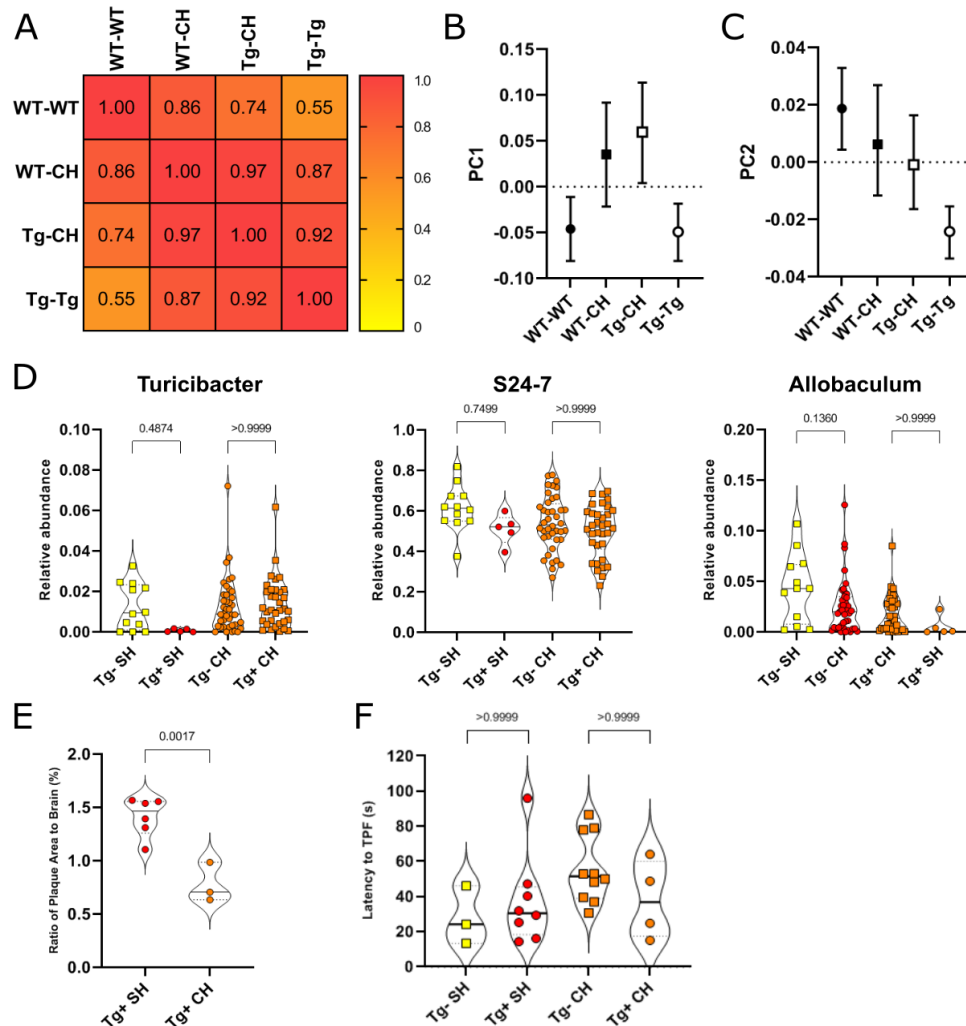 A
WT-WT
WT-CH
Tg-CH
Tg-Tg
WT-WT 1.00 0.86 0.74 0.55
WT-CH 0.86 1.00 0.97 0.87
Tg-CH 0.74 0.97 1.00 0.92
Tg-Tg 0.55 0.87 0.92 1.00
1.0
0.8
0.6
0.4
0.2
0
B
PC1
0.15
0.10
0.05
0.00
-0.05
-0.10
WT-WT
WT-CH
Tg-CH
Tg-Tg
C
PC2
0.04
0.02
0.00
-0.02
-0.04
WT-WT
WT-CH
Tg-CH
Tg-Tg
D
Turicibacter
0.4874
>0.9999
Relative abundance
0.10
0.08
0.06
0.04
0.02
0.00
Tg- SH
Tg+ SH
Tg- CH
Tg+ CH
S24-7
0.7499
>0.9999
Relative abundance
1.0
0.8
0.6
0.4
0.2
0.0
Tg- SH
Tg+ SH
Tg- CH
Tg+ CH
Allobaculum
0.1360
>0.9999
Relative abundance
0.20
0.15
0.10
0.05
0.00
Tg- SH
Tg- CH
Tg+ CH
Tg+ SH
E
0.0017
Ratio of Plaque Area to Brain (%)
2.0
1.5
1.0
0.5
0.0
Tg+ SH
Tg+ CH
F
>0.9999
>0.9999
Latency to TPF (s)
120
100
80
60
40
20
0
Tg- SH
Tg+ SH
Tg- CH
Tg+ CH